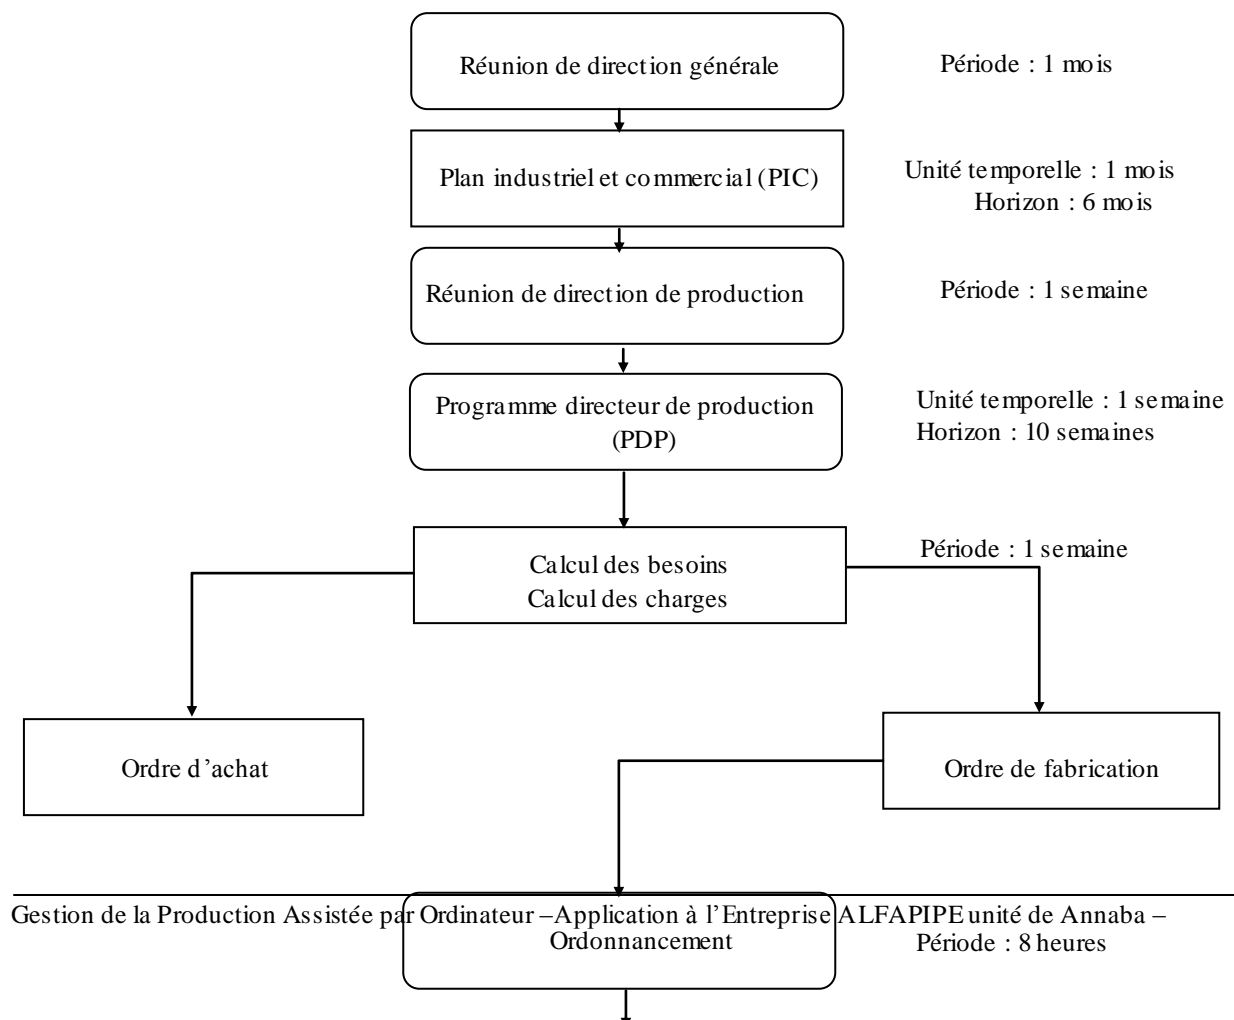 Réunion de direction générale
Période : 1 mois
Plan industriel et commercial (PIC)
Unité temporelle : 1 mois
Horizon : 6 mois
Réunion de direction de production
Période : 1 semaine
Programme directeur de production
(PDP)
Unité temporelle : 1 semaine
Horizon : 10 semaines
Calcul des besoins
Calcul des charges
Période : 1 semaine
Ordre d’achat
Ordre de fabrication
Gestion de la Production Assistée par Ordinateur –Application à l’Entreprise ALFAPIPE unité de Annaba –
Ordonnancement
Période : 8 heures